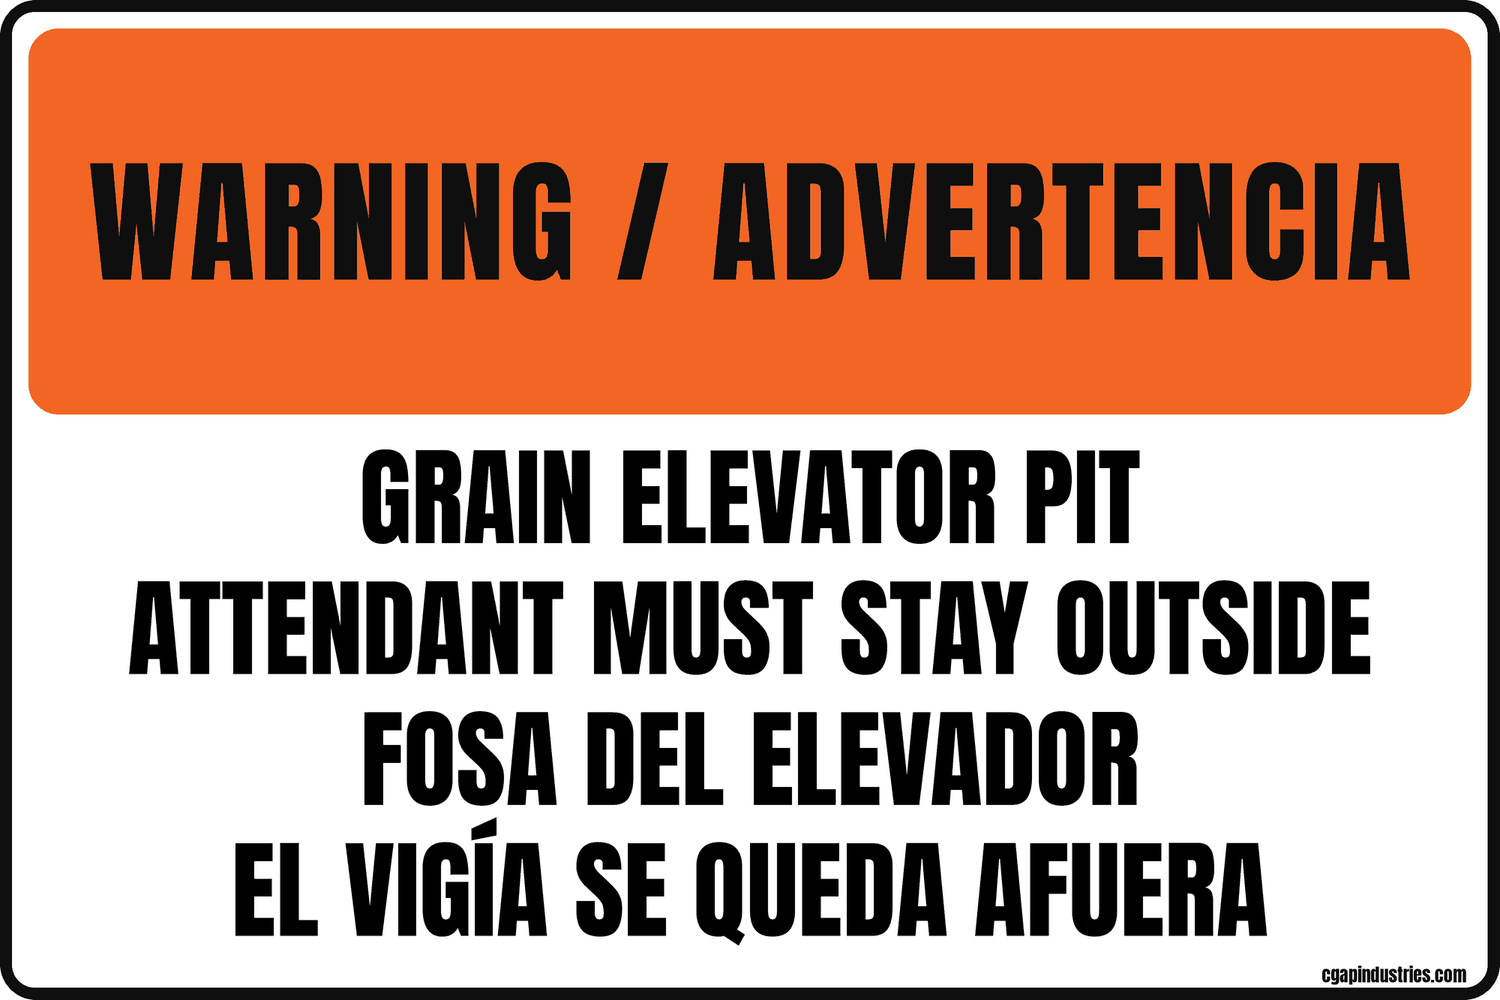 WARNING / ADVERTENCIA
GRAIN ELEVATOR PIT
ATTENDANT MUST STAY OUTSIDE
FOSA DEL ELEVADOR
EL VIGÍA SE QUEDA AFUERA
cgapindustries.com